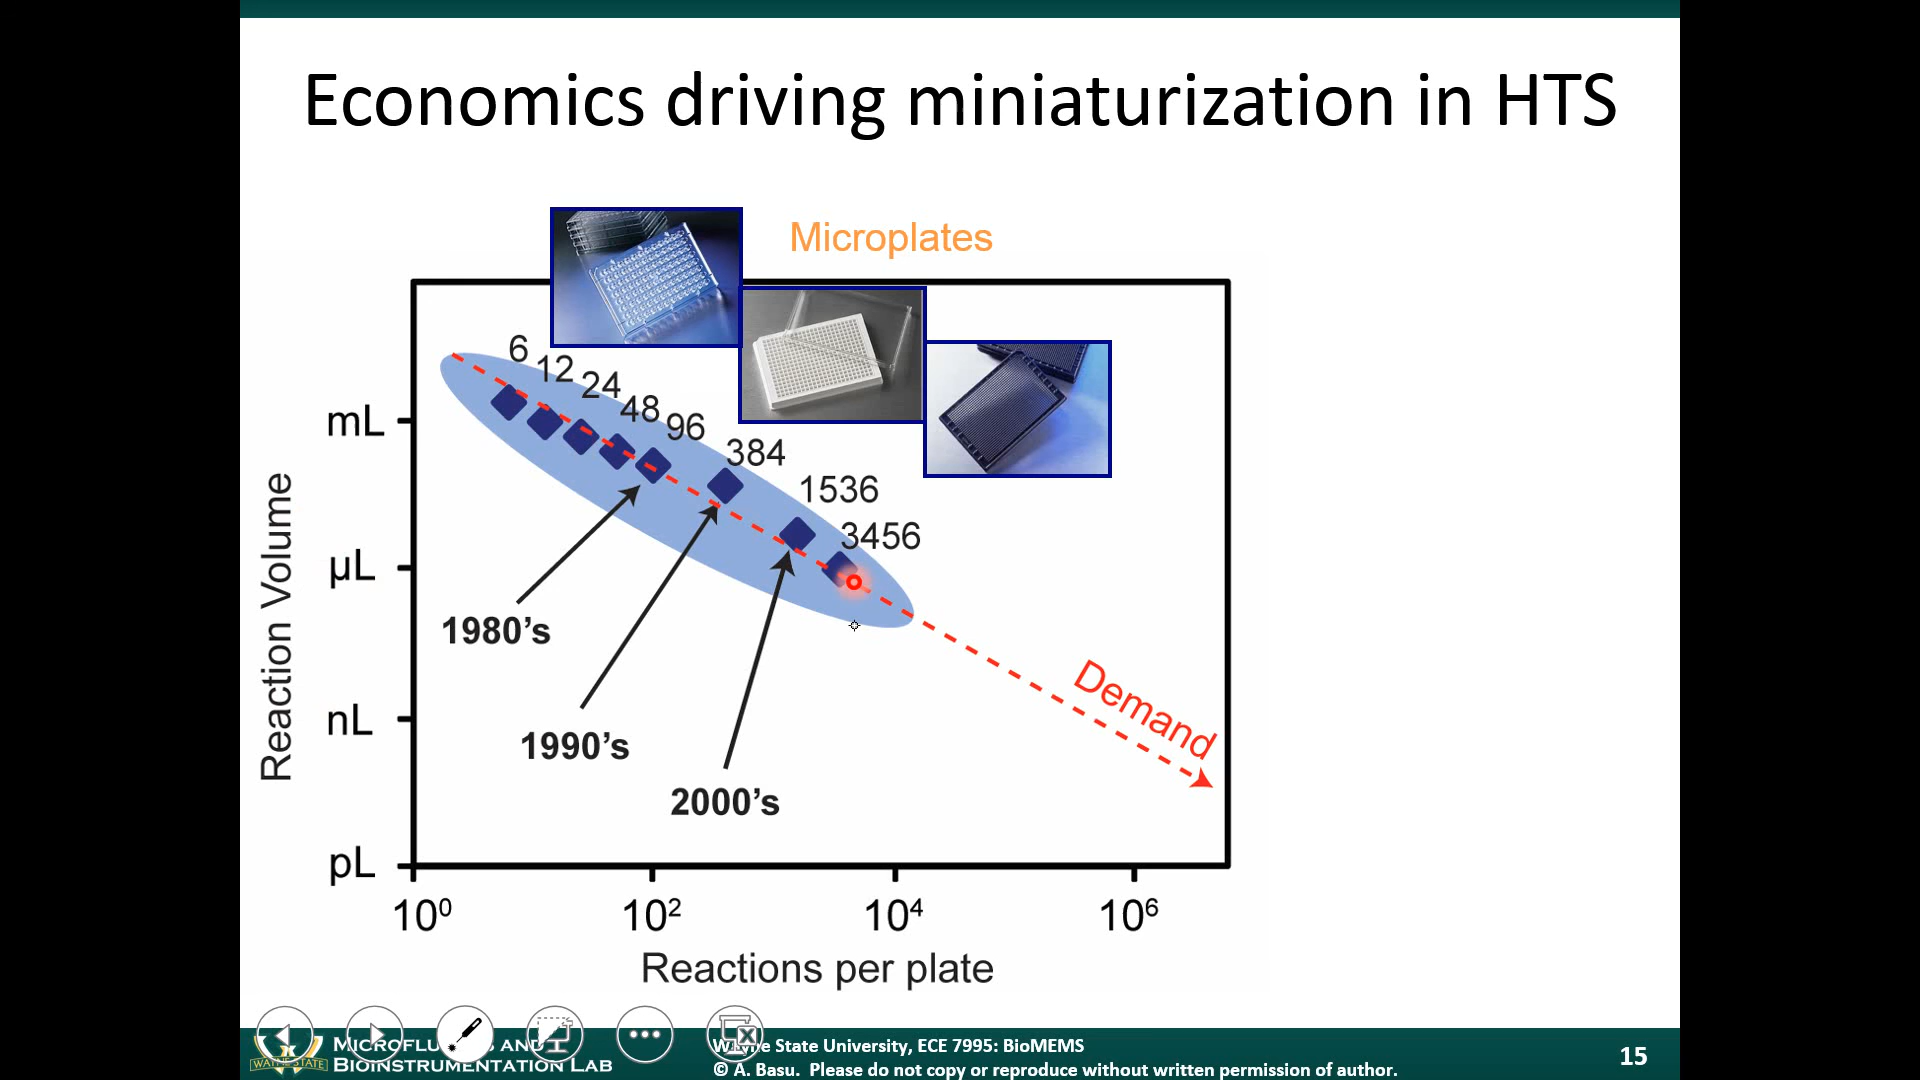 Economics driving miniaturization in HTS
Microplates
6
12
24
48
96
384
1536
3456
mL
µL
nL
pL
Reaction Volume
1980’s
1990’s
2000’s
Demand
10⁰
10²
10⁴
10⁶
Reactions per plate
WAYNE STATE
BIOINSTRUMENTATION LAB
State University, ECE 7995: BioMEMS
© A. Basu. Please do not copy or reproduce without written permission of author.
15